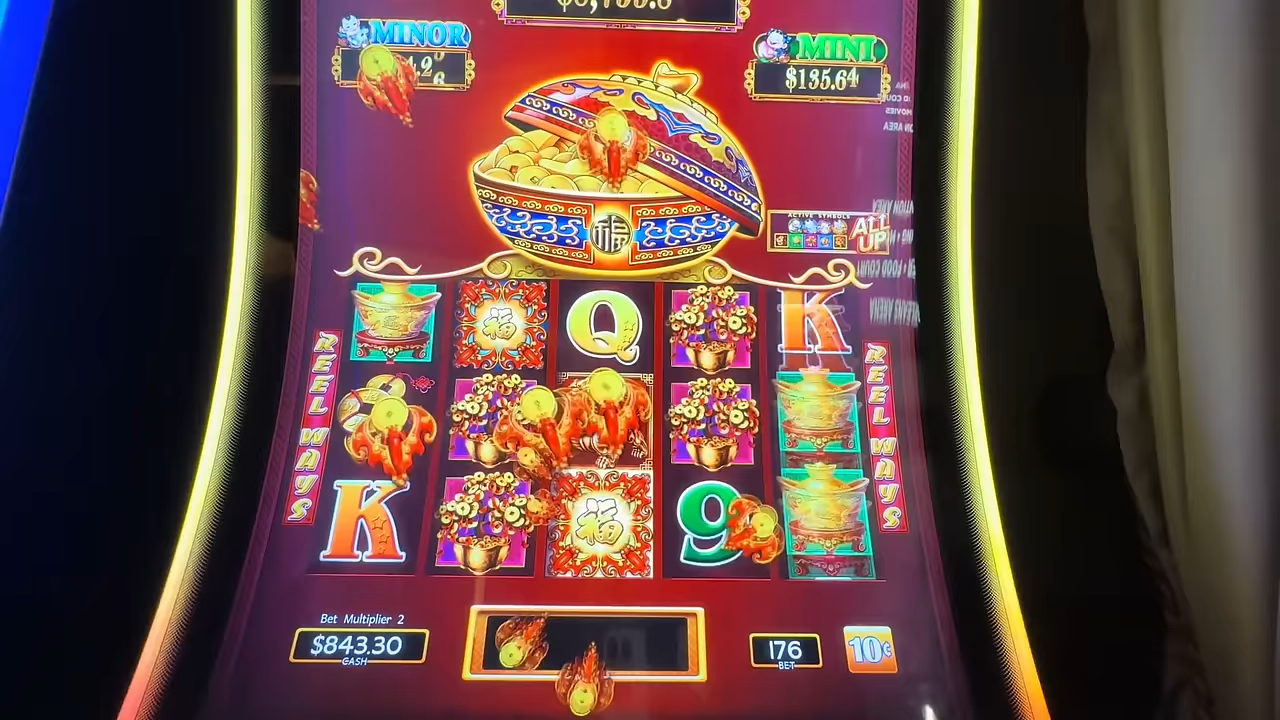 MINOR
MINI
$135.64
福
ACTIVE SYMBOLS
ALL UP
福
Q
K
REEL WAYS
REEL WAYS
K
福
9
Bet Multiplier 2
$843.30
CASH
176
BET
10¢